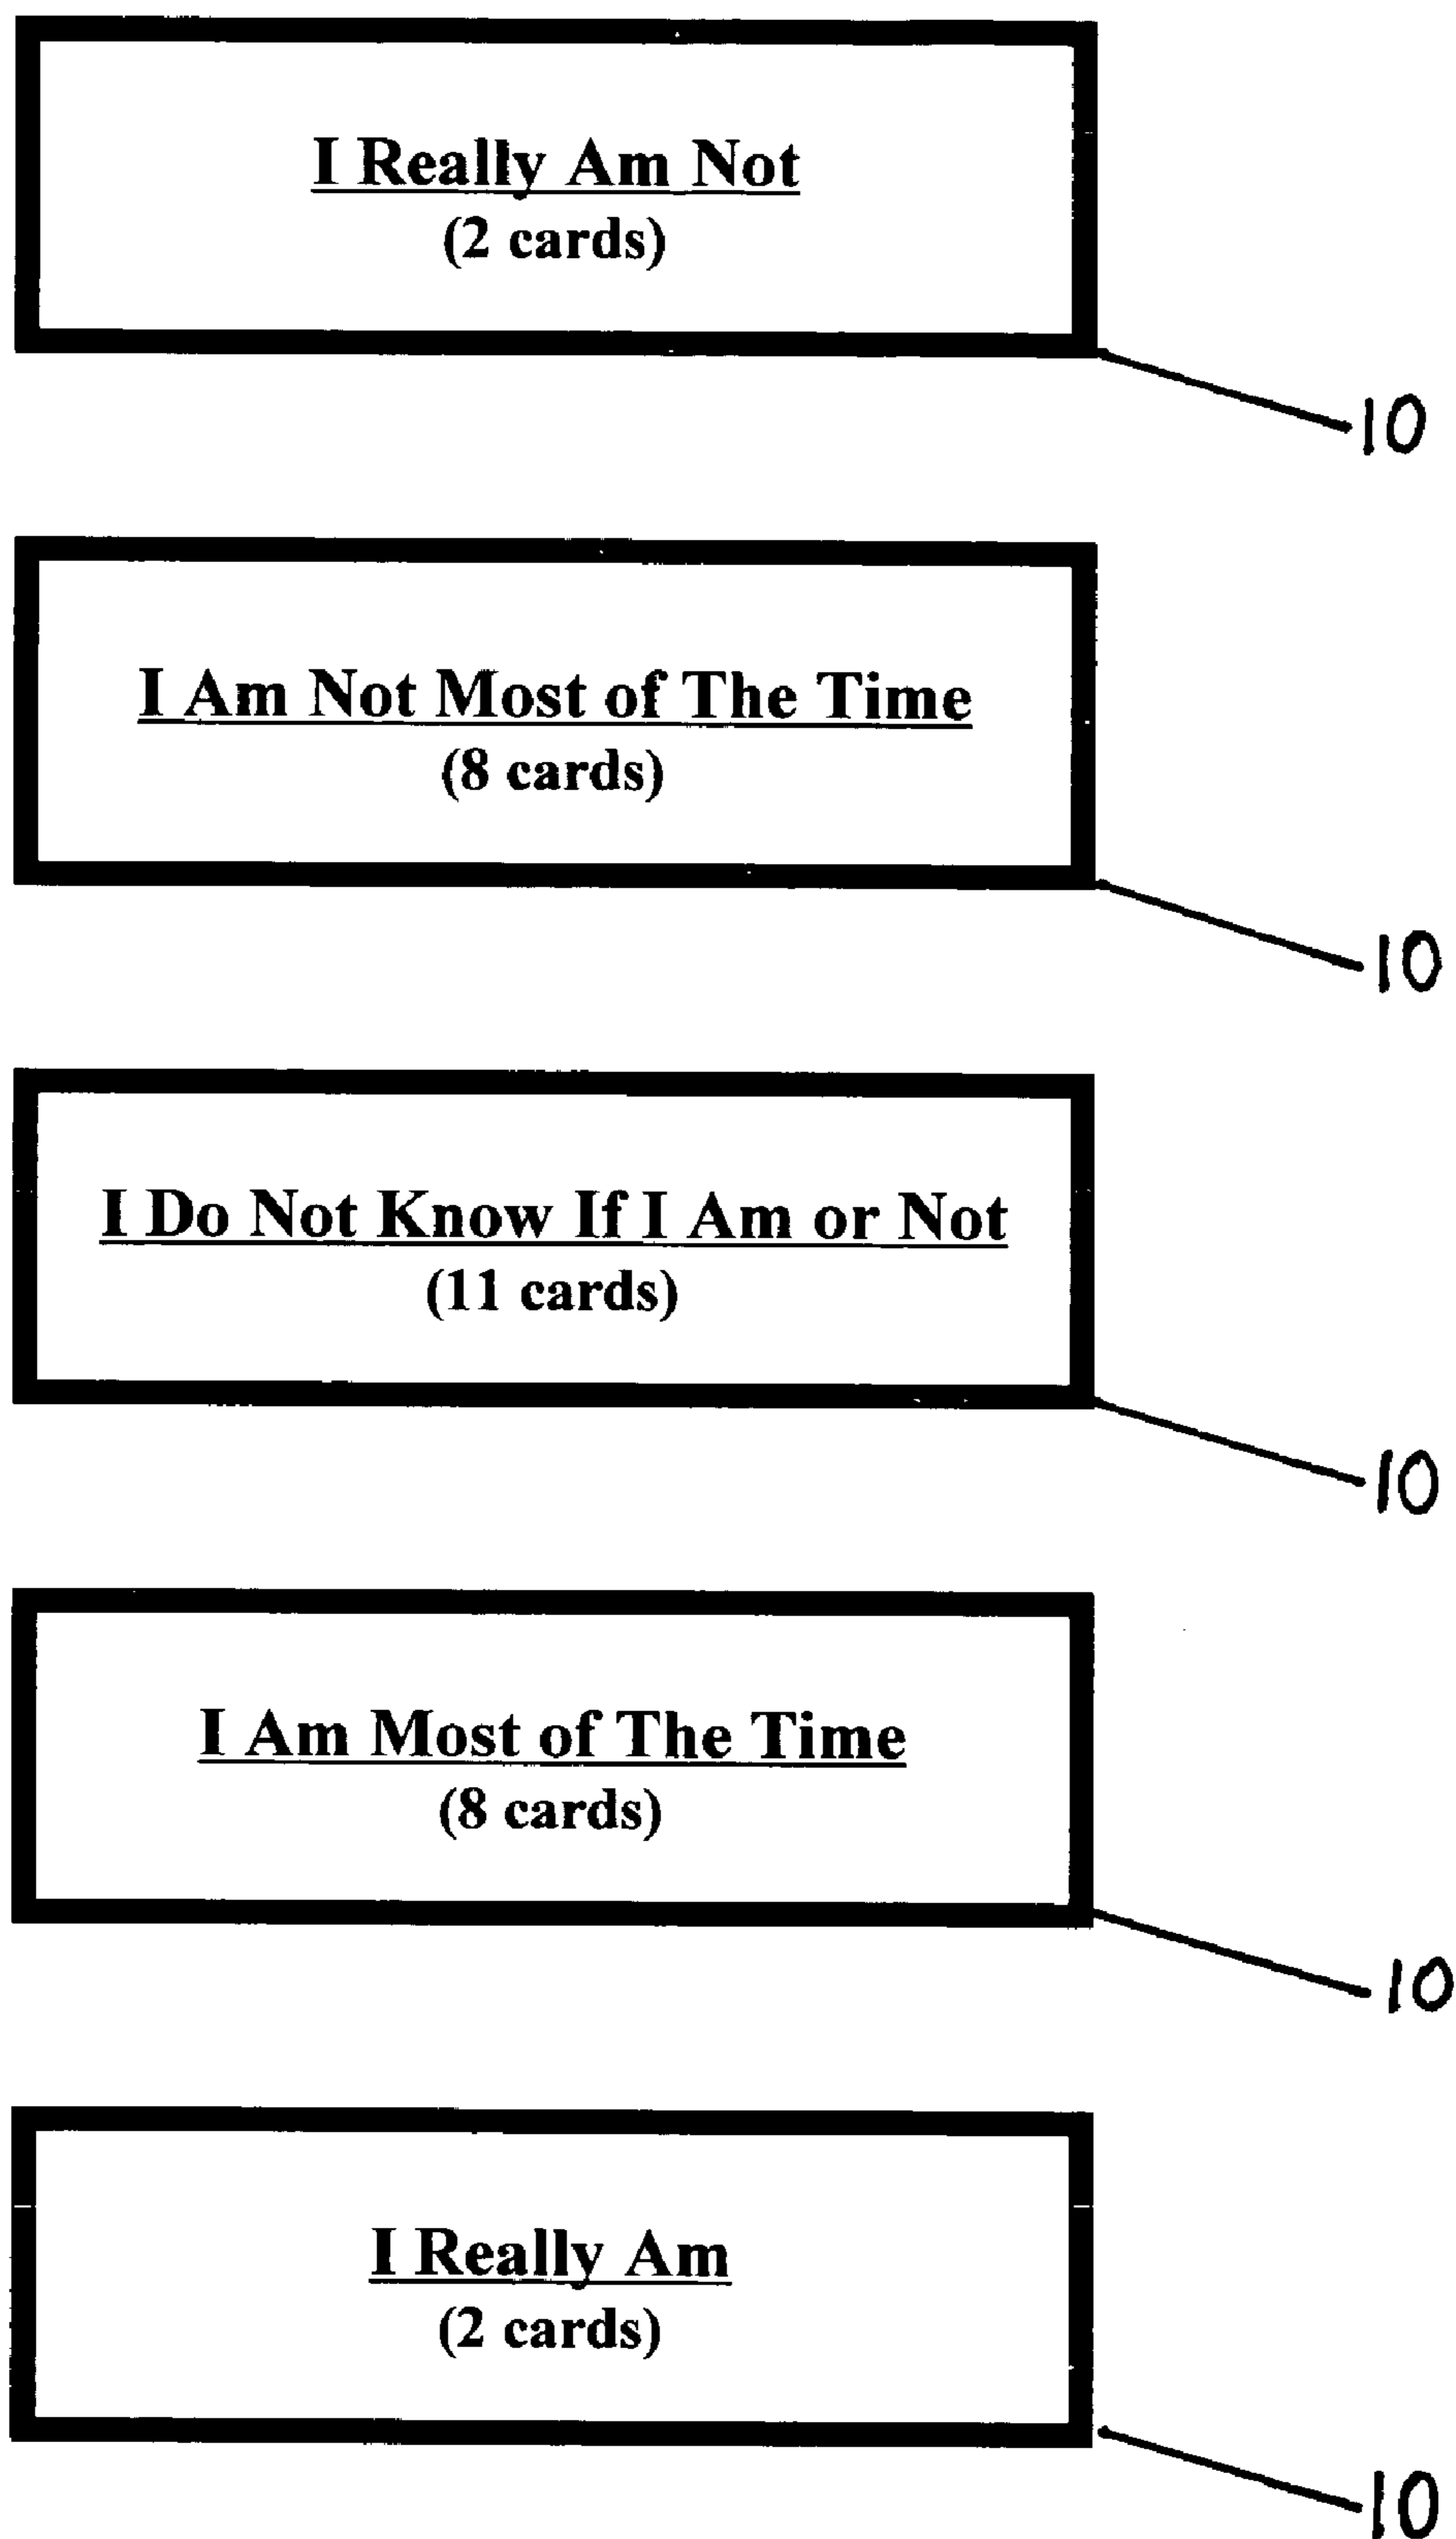 I Really Am Not
(2 cards)
10
I Am Not Most of The Time
(8 cards)
10
I Do Not Know If I Am or Not
(11 cards)
10
I Am Most of The Time
(8 cards)
10
I Really Am
(2 cards)
10